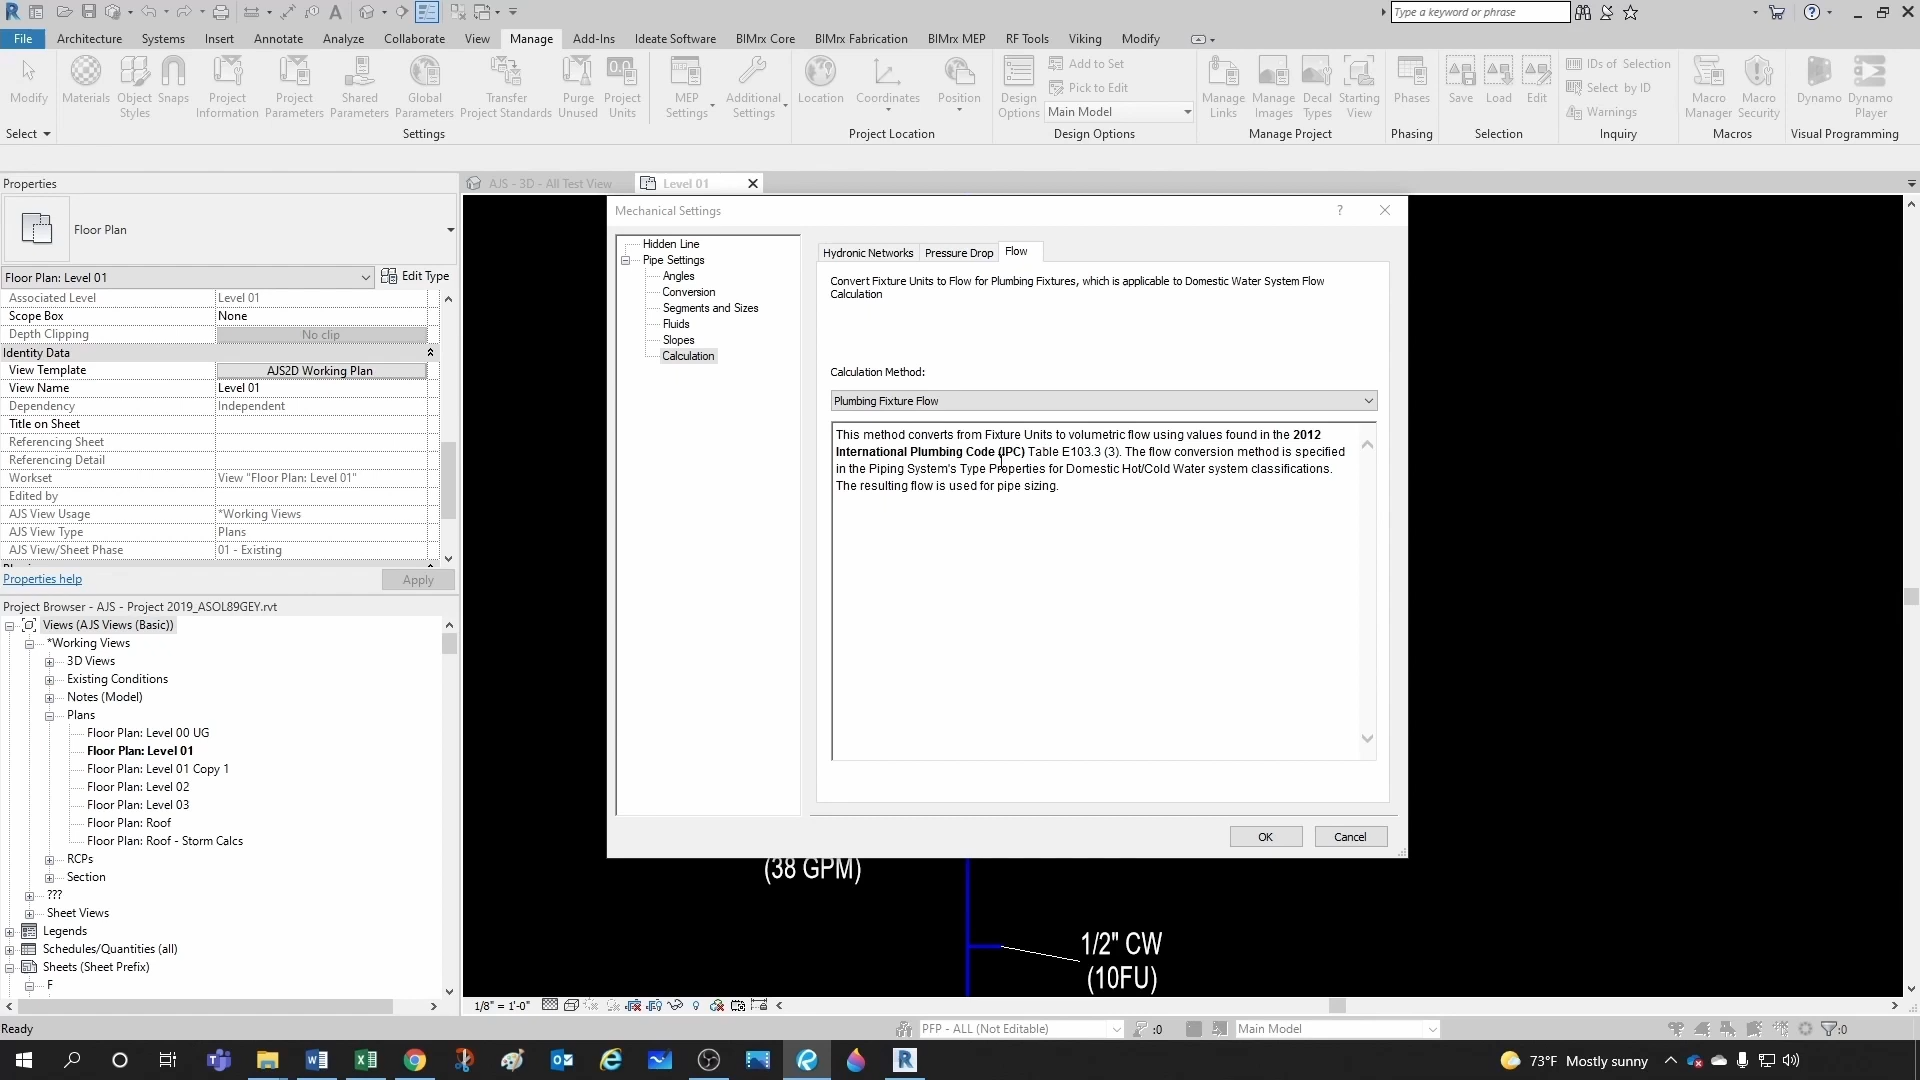 Type a keyword or phrase
File Architecture Systems Insert Annotate Analyze Collaborate View Manage Add-Ins Ideate Software BIMrx Core BIMrx Fabrication BIMrx MEP RF Tools Viking Modify
Modify
Materials
Object
Styles
Snaps
Project
Information
Project
Parameters
Shared
Parameters
Global
Parameters
Transfer
Project Standards
Purge
Unused
Project
Units
MEP
Settings
Additional
Settings
Location
Coordinates
Position
Design
Options
Add to Set
Pick to Edit
Main Model
Manage
Links
Manage
Images
Decal
Types
Starting
View
Phases
Save
Load
Edit
IDs of Selection
Select by ID
Warnings
Macro
Manager
Macro
Security
Dynamo
Dynamo
Player
Select Settings Project Location Design Options Manage Project Phasing Selection Inquiry Macros Visual Programming
Properties
AJS - 3D - All Test View
Level 01
Floor Plan
Floor Plan: Level 01
Edit Type
Associated Level Level 01
Scope Box None
Depth Clipping No clip
Identity Data
View Template AJS2D Working Plan
View Name Level 01
Dependency Independent
Title on Sheet
Referencing Sheet
Referencing Detail
Workset View "Floor Plan: Level 01"
Edited by
AJS View Usage *Working Views
AJS View Type Plans
AJS View/Sheet Phase 01 - Existing
Properties help Apply
Project Browser - AJS - Project 2019_ASOL89GEY.rvt
Views (AJS Views (Basic))
*Working Views
3D Views
Existing Conditions
Notes (Model)
Plans
Floor Plan: Level 00 UG
Floor Plan: Level 01
Floor Plan: Level 01 Copy 1
Floor Plan: Level 02
Floor Plan: Level 03
Floor Plan: Roof
Floor Plan: Roof - Storm Calcs
RCPs
Section
???
Sheet Views
Legends
Schedules/Quantities (all)
Sheets (Sheet Prefix)
F
Mechanical Settings
Hidden Line
Pipe Settings
Angles
Conversion
Segments and Sizes
Fluids
Slopes
Calculation
Hydronic Networks Pressure Drop Flow
Convert Fixture Units to Flow for Plumbing Fixtures, which is applicable to Domestic Water System Flow
Calculation
Calculation Method:
Plumbing Fixture Flow
This method converts from Fixture Units to volumetric flow using values found in the 2012
International Plumbing Code (IPC) Table E103.3 (3). The flow conversion method is specified
in the Piping System's Type Properties for Domestic Hot/Cold Water system classifications.
The resulting flow is used for pipe sizing.
OK Cancel
(38 GPM)
1/2" CW
(10FU)
1/8" = 1'-0"
Ready
PFP - ALL (Not Editable)
:0
Main Model
:0
73°F Mostly sunny